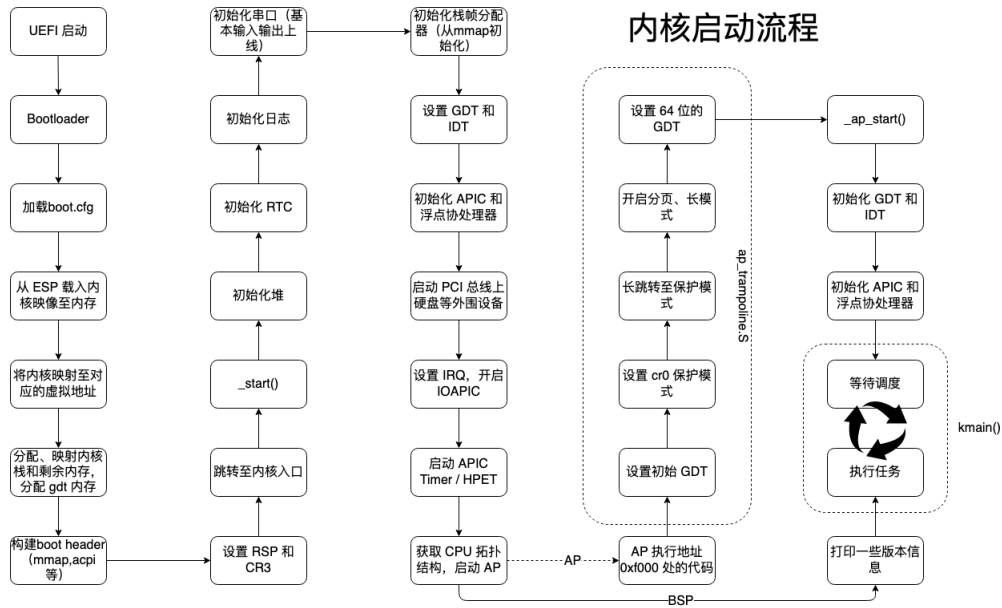 内核启动流程
UEFI 启动
Bootloader
加载boot.cfg
从 ESP 载入内
核映像至内存
将内核映射至对
应的虚拟地址
分配、映射内核
栈和剩余内存，
分配 gdt 内存
构建boot header
（mmap,acpi
等）
设置 RSP 和
CR3
跳转至内核入口
_start()
初始化堆
初始化 RTC
初始化日志
初始化串口（基
本输入输出上
线）
初始化栈帧分配
器（从mmap初
始化）
设置 GDT 和
IDT
初始化 APIC 和
浮点协处理器
启动 PCI 总线上
硬盘等外围设备
设置 IRQ，开启
IOAPIC
启动 APIC
Timer / HPET
获取 CPU 拓扑
结构，启动 AP
AP
AP 执行地址
0xf000 处的代码
设置初始 GDT
设置 cr0 保护模
式
长跳转至保护模
式
开启分页、长模
式
设置 64 位的
GDT
ap_trampoline.S
_ap_start()
初始化 GDT 和
IDT
初始化 APIC 和
浮点协处理器
等待调度
执行任务
kmain()
打印一些版本信
息
BSP